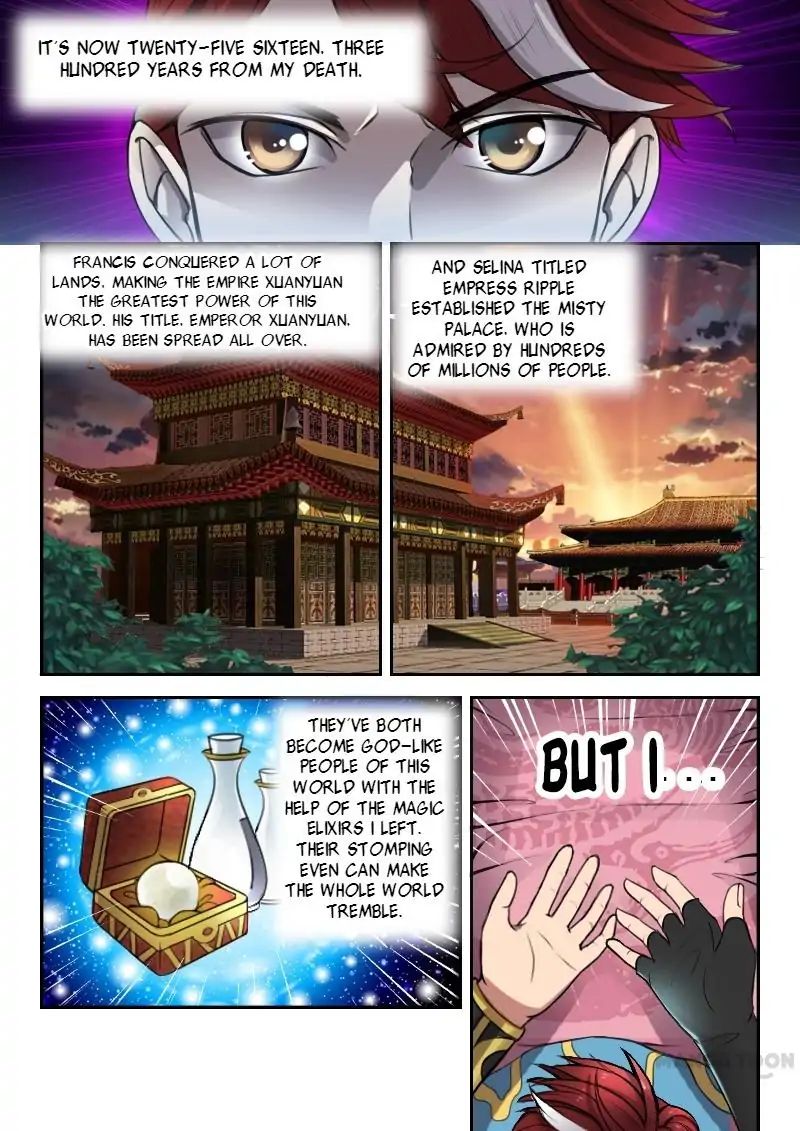 IT'S NOW TWENTY-FIVE SIXTEEN. THREE
HUNDRED YEARS FROM MY DEATH.
FRANCIS CONQUERED A LOT OF
LANDS, MAKING THE EMPIRE XUANYUAN
THE GREATEST POWER OF THIS
WORLD. HIS TITLE, EMPEROR XUANYUAN,
HAS BEEN SPREAD ALL OVER.
AND SELINA TITLED
EMPRESS RIPPLE
ESTABLISHED THE MISTY
PALACE, WHO IS
ADMIRED BY HUNDREDS
OF MILLIONS OF PEOPLE.
THEY'VE BOTH
BECOME GOD-LIKE
PEOPLE OF THIS
WORLD WITH THE
HELP OF THE MAGIC
ELIXIRS I LEFT.
THEIR STOMPING
EVEN CAN MAKE
THE WHOLE WORLD
TREMBLE.
BUT I...